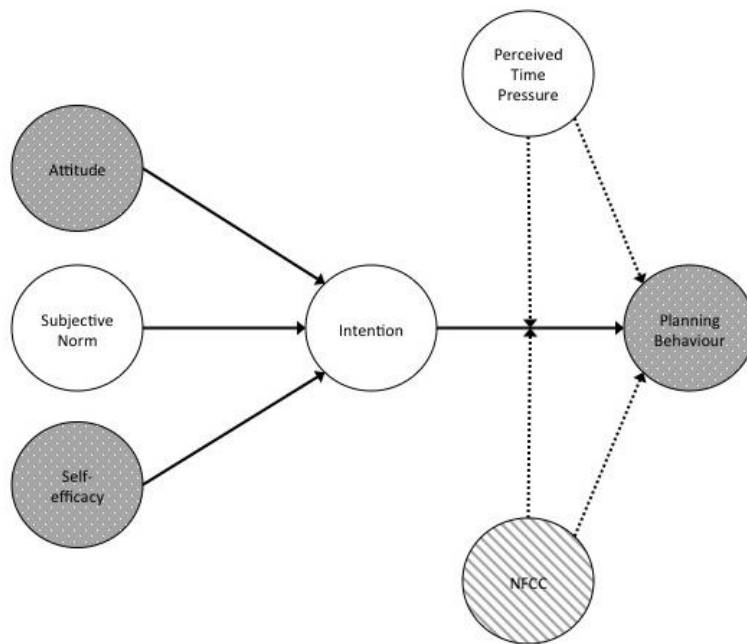 Perceived
Time
Pressure
Attitude
Subjective
Norm
Intention
Planning
Behaviour
Self-
efficacy
NFCC